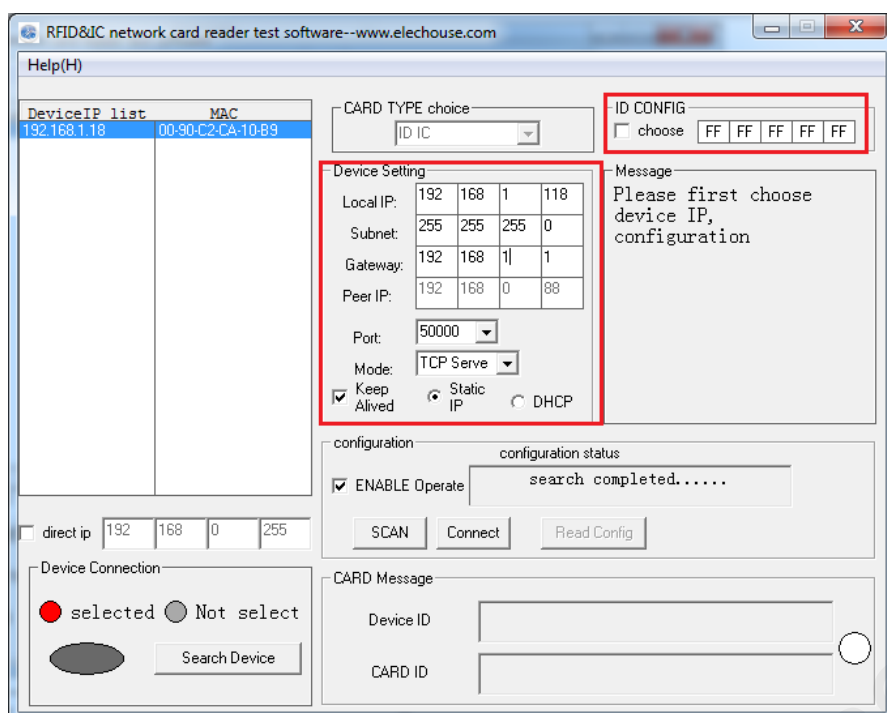 RFID&IC network card reader test software--www.elechouse.com
Help(H)
DeviceIP list MAC
192.168.1.18 00-90-C2-CA-10-B9
CARD TYPE choice
ID IC
ID CONFIG
choose FF FF FF FF FF
Device Setting
Local IP: 192 168 1 118
Subnet: 255 255 255 0
Gateway: 192 168 1 1
Peer IP: 192 168 0 88
Port: 50000
Mode: TCP Serve
Keep Alived
Static IP
DHCP
Message
Please first choose
device IP,
configuration
configuration
configuration status
ENABLE Operate
search completed......
SCAN Connect Read Config
direct ip 192 168 0 255
Device Connection
selected Not select
Search Device
CARD Message
Device ID
CARD ID